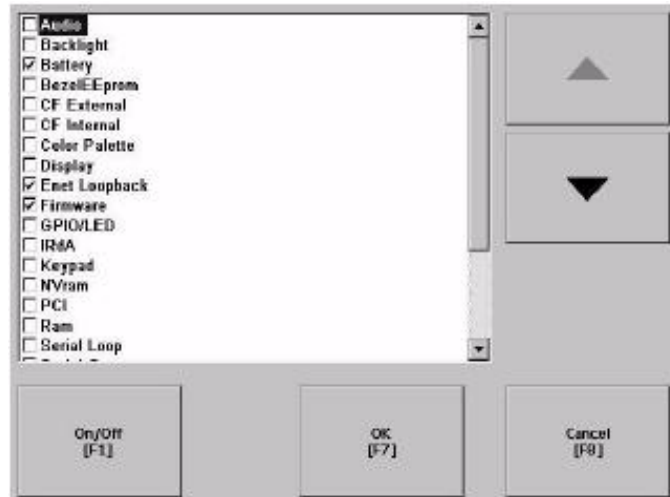 Audio
Backlight
Battery
BezelEEprom
CF External
CF Internal
Color Palette
Display
Enet Loopback
Firmware
GPIO/LED
IRdA
Keypad
NVram
PCI
Ram
Serial Loop
On/Off
[F1]
OK
[F7]
Cancel
[F8]